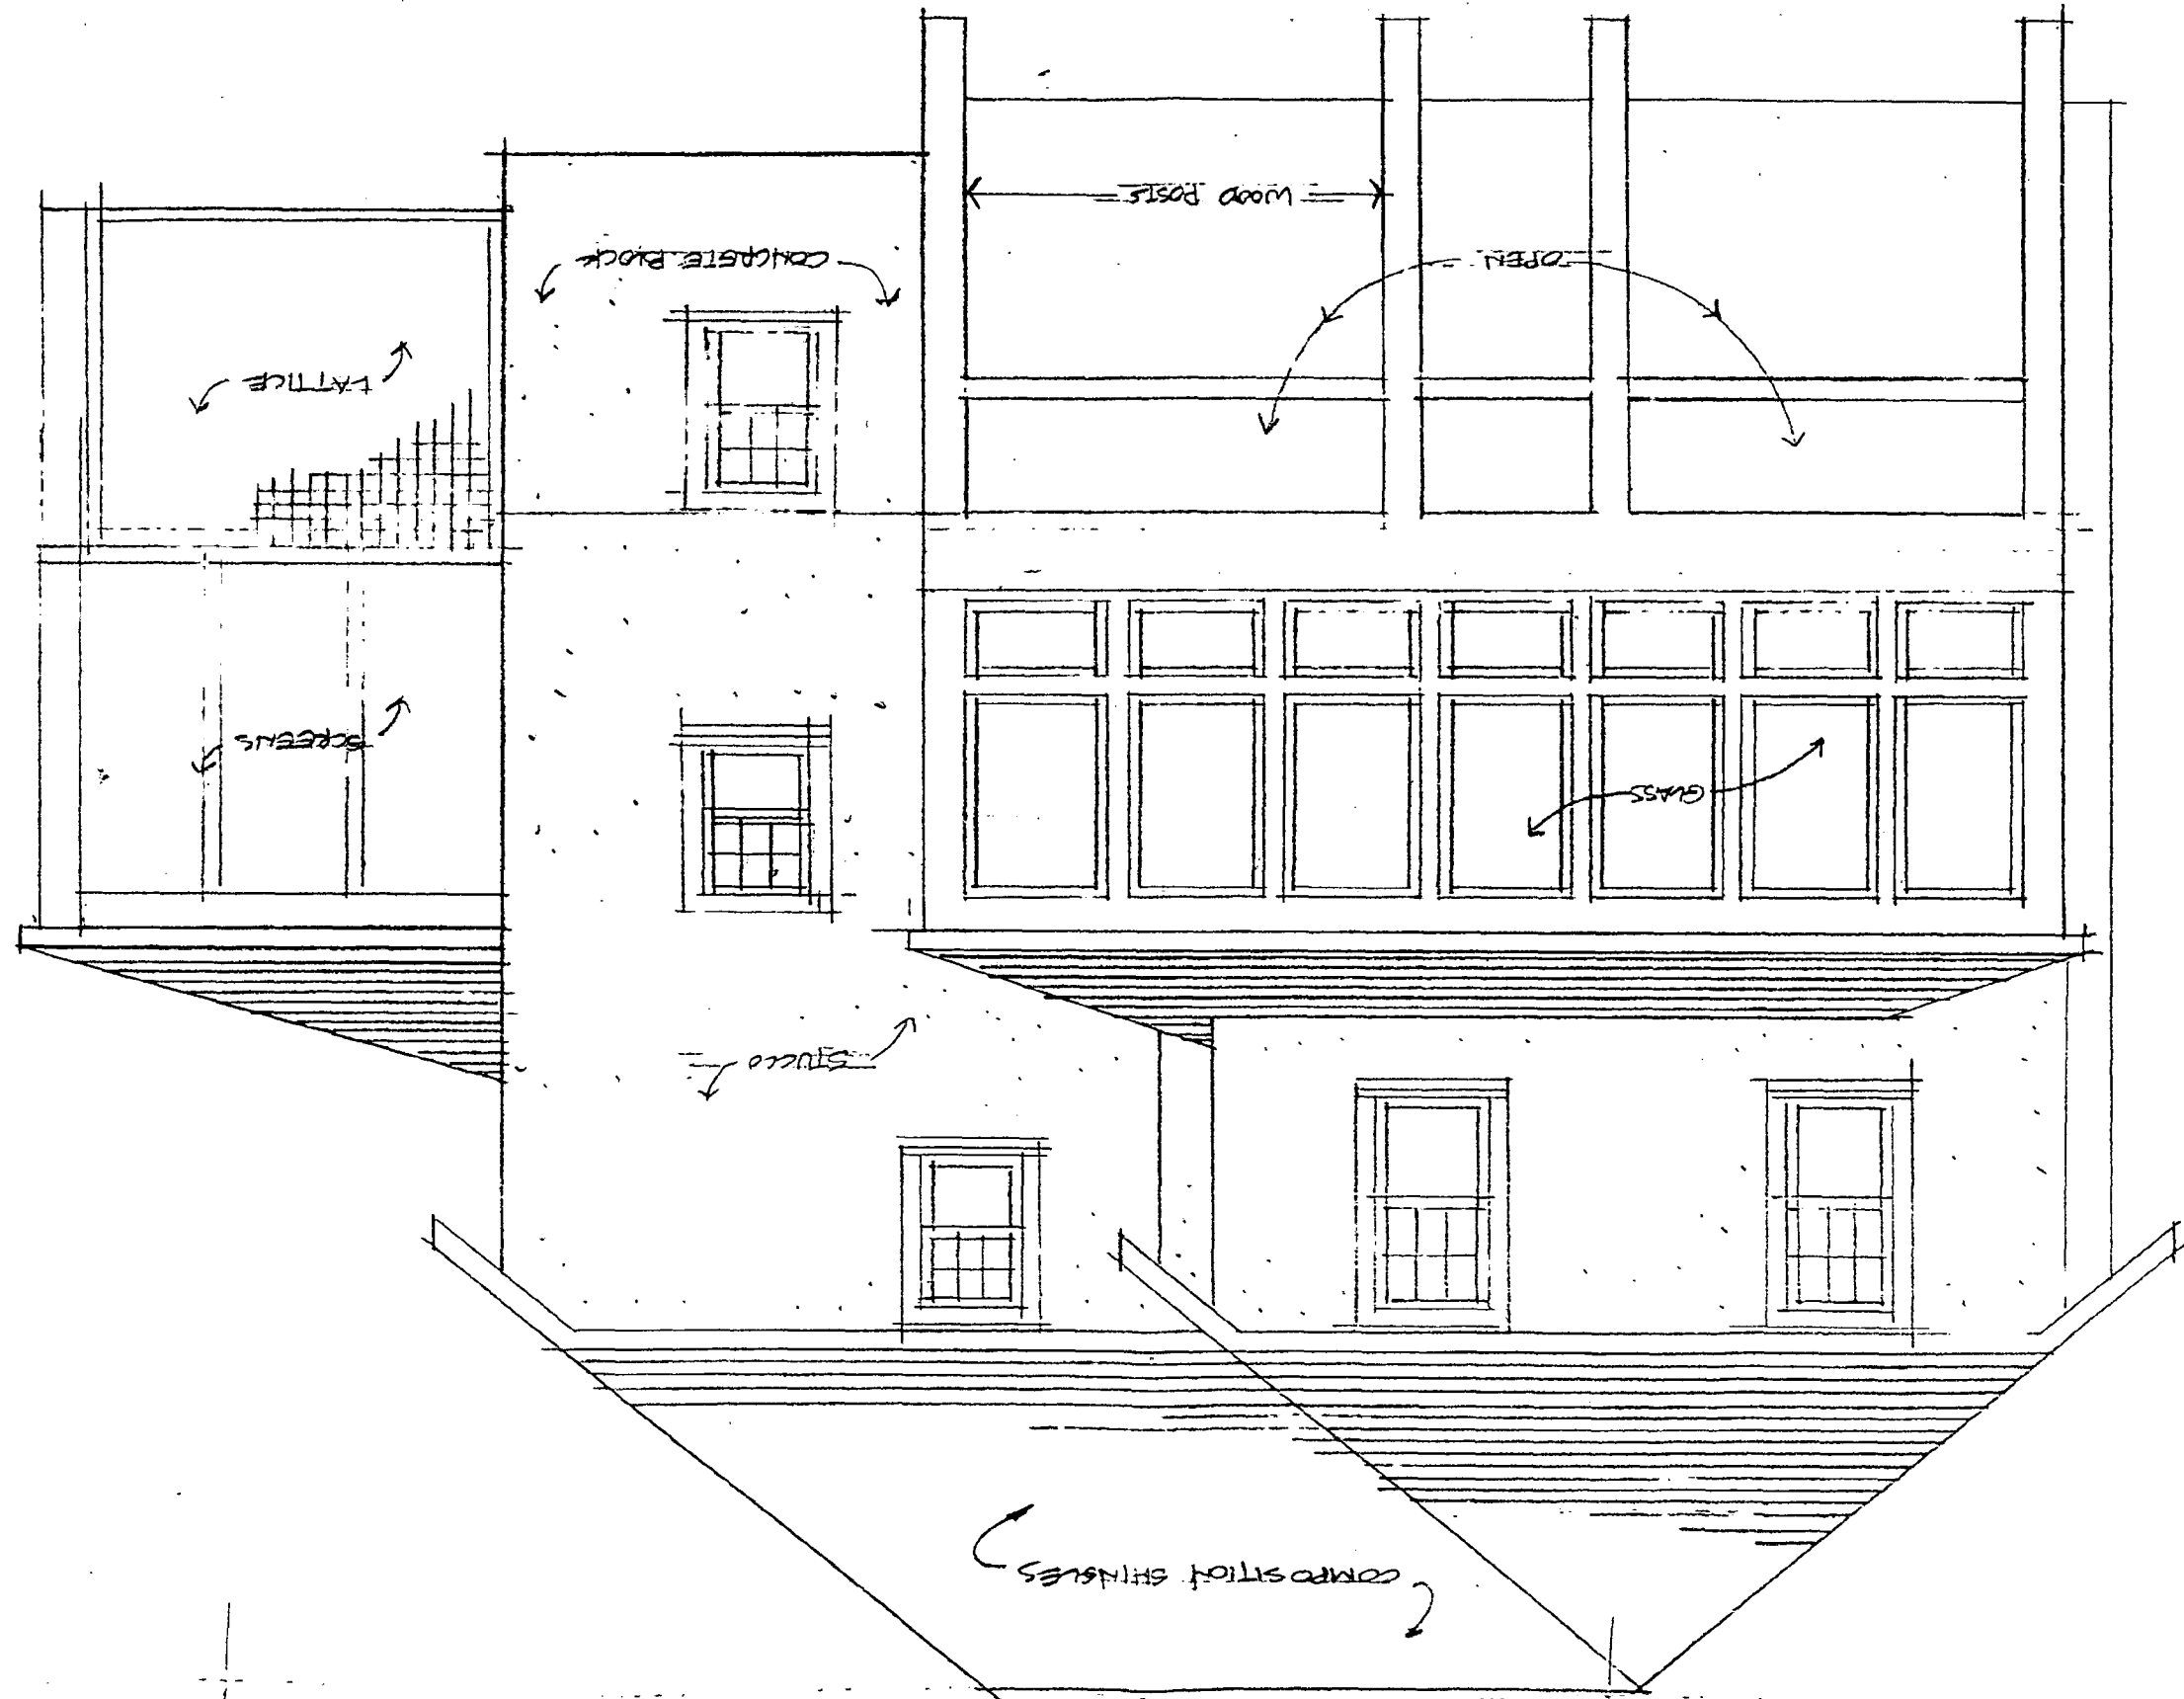 COMPOSITION SHINGLES
STUCCO
GLASS
SCREENS
LATTICE
OPEN
CONCRETE BLOCK
WOOD POSTS